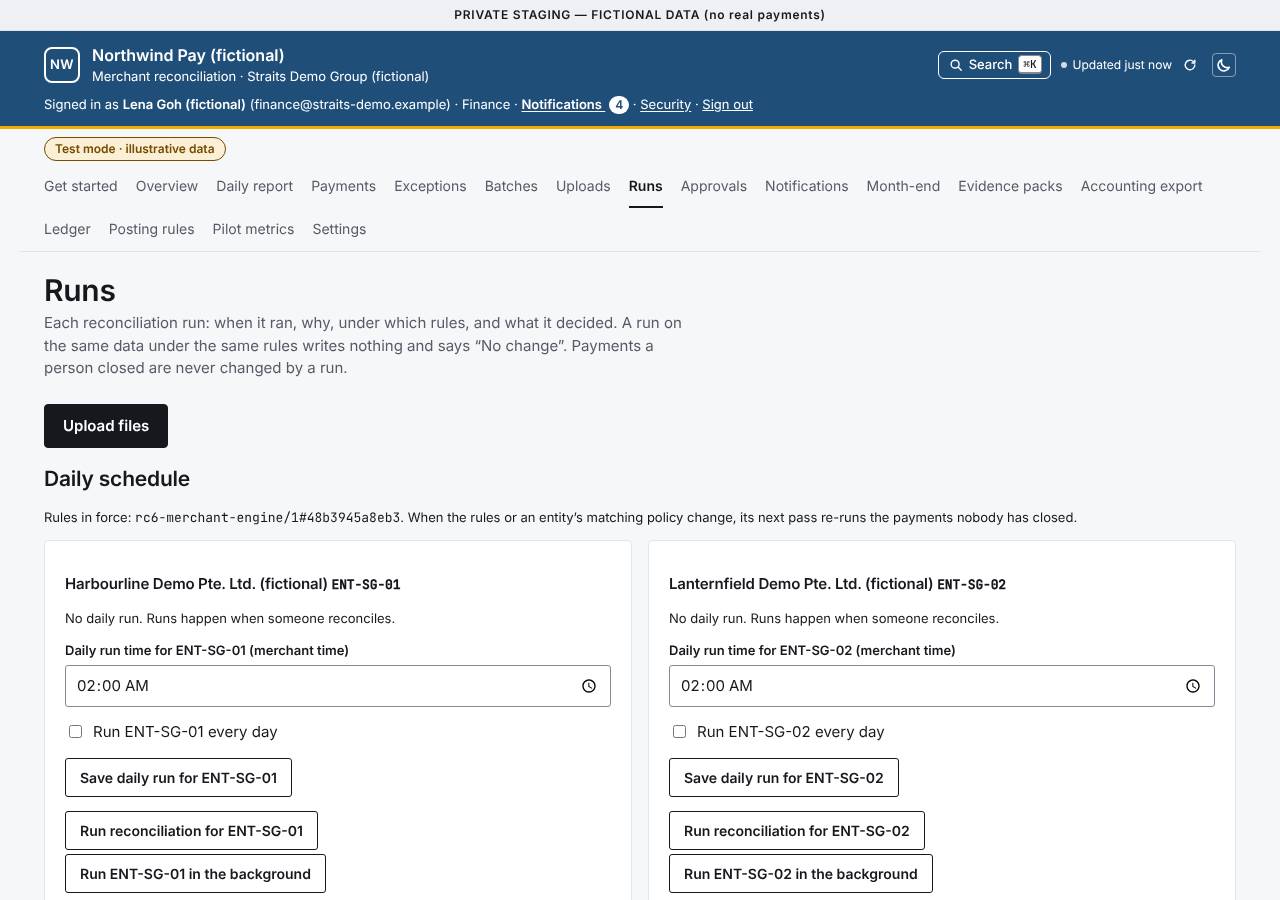 PRIVATE STAGING — FICTIONAL DATA (no real payments)
NW
Northwind Pay (fictional)
Merchant reconciliation · Straits Demo Group (fictional)
Search ⌘K
Updated just now
Signed in as Lena Goh (fictional) (finance@straits-demo.example) · Finance · Notifications 4 · Security · Sign out
Test mode · illustrative data
Get started Overview Daily report Payments Exceptions Batches Uploads Runs Approvals Notifications Month-end Evidence packs Accounting export
Ledger Posting rules Pilot metrics Settings
Runs
Each reconciliation run: when it ran, why, under which rules, and what it decided. A run on
the same data under the same rules writes nothing and says “No change”. Payments a
person closed are never changed by a run.
Upload files
Daily schedule
Rules in force: rc6-merchant-engine/1#48b3945a8eb3. When the rules or an entity’s matching policy change, its next pass re-runs the payments nobody has closed.
Harbourline Demo Pte. Ltd. (fictional) ENT-SG-01
No daily run. Runs happen when someone reconciles.
Daily run time for ENT-SG-01 (merchant time)
02:00 AM
Run ENT-SG-01 every day
Save daily run for ENT-SG-01
Run reconciliation for ENT-SG-01
Run ENT-SG-01 in the background
Lanternfield Demo Pte. Ltd. (fictional) ENT-SG-02
No daily run. Runs happen when someone reconciles.
Daily run time for ENT-SG-02 (merchant time)
02:00 AM
Run ENT-SG-02 every day
Save daily run for ENT-SG-02
Run reconciliation for ENT-SG-02
Run ENT-SG-02 in the background